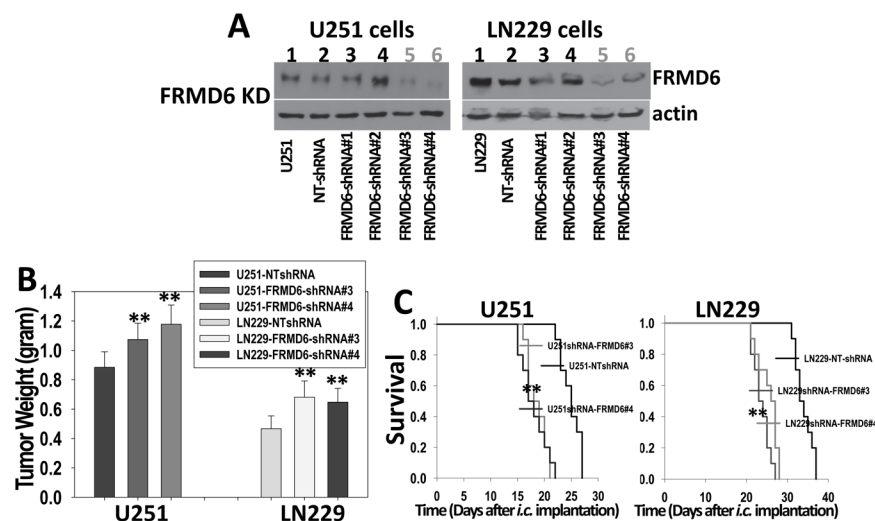 A
U251 cells
LN229 cells
1 2 3 4 5 6
1 2 3 4 5 6
FRMD6 KD
FRMD6
actin
U251
NT-shRNA
FRMD6-shRNA#1
FRMD6-shRNA#2
FRMD6-shRNA#3
FRMD6-shRNA#4
LN229
NT-shRNA
FRMD6-shRNA#1
FRMD6-shRNA#2
FRMD6-shRNA#3
FRMD6-shRNA#4
B
Tumor Weight (gram)
1.4
1.2
1.0
0.8
0.6
0.4
0.2
0.0
U251-NTshRNA
U251-FRMD6-shRNA#3
U251-FRMD6-shRNA#4
LN229-NTshRNA
LN229-FRMD6-shRNA#3
LN229-FRMD6-shRNA#4
** **
** **
U251 LN229
C
Survival
U251
1.0
0.8
0.6
0.4
0.2
0.0
U251shRNA-FRMD6#3
U251-NTshRNA
**
U251shRNA-FRMD6#4
0 5 10 15 20 25 30
Time (Days after i.c. implantation)
LN229
1.0
0.8
0.6
0.4
0.2
0.0
LN229-NT-shRNA
LN229shRNA-FRMD6#3
**
LN229shRNA-FRMD6#4
0 10 20 30 40
Time (Days after i.c. implantation)